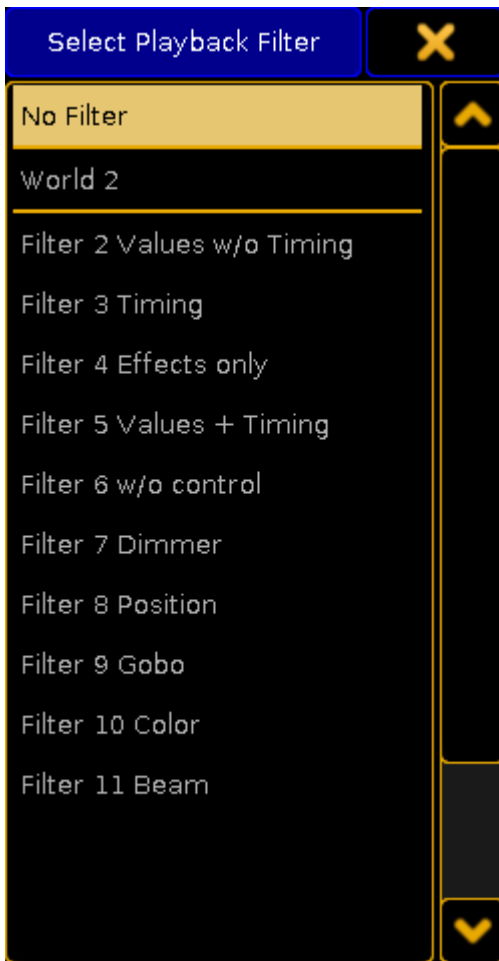 Select Playback Filter
No Filter
World 2
Filter 2 Values w/o Timing
Filter 3 Timing
Filter 4 Effects only
Filter 5 Values + Timing
Filter 6 w/o control
Filter 7 Dimmer
Filter 8 Position
Filter 9 Gobo
Filter 10 Color
Filter 11 Beam